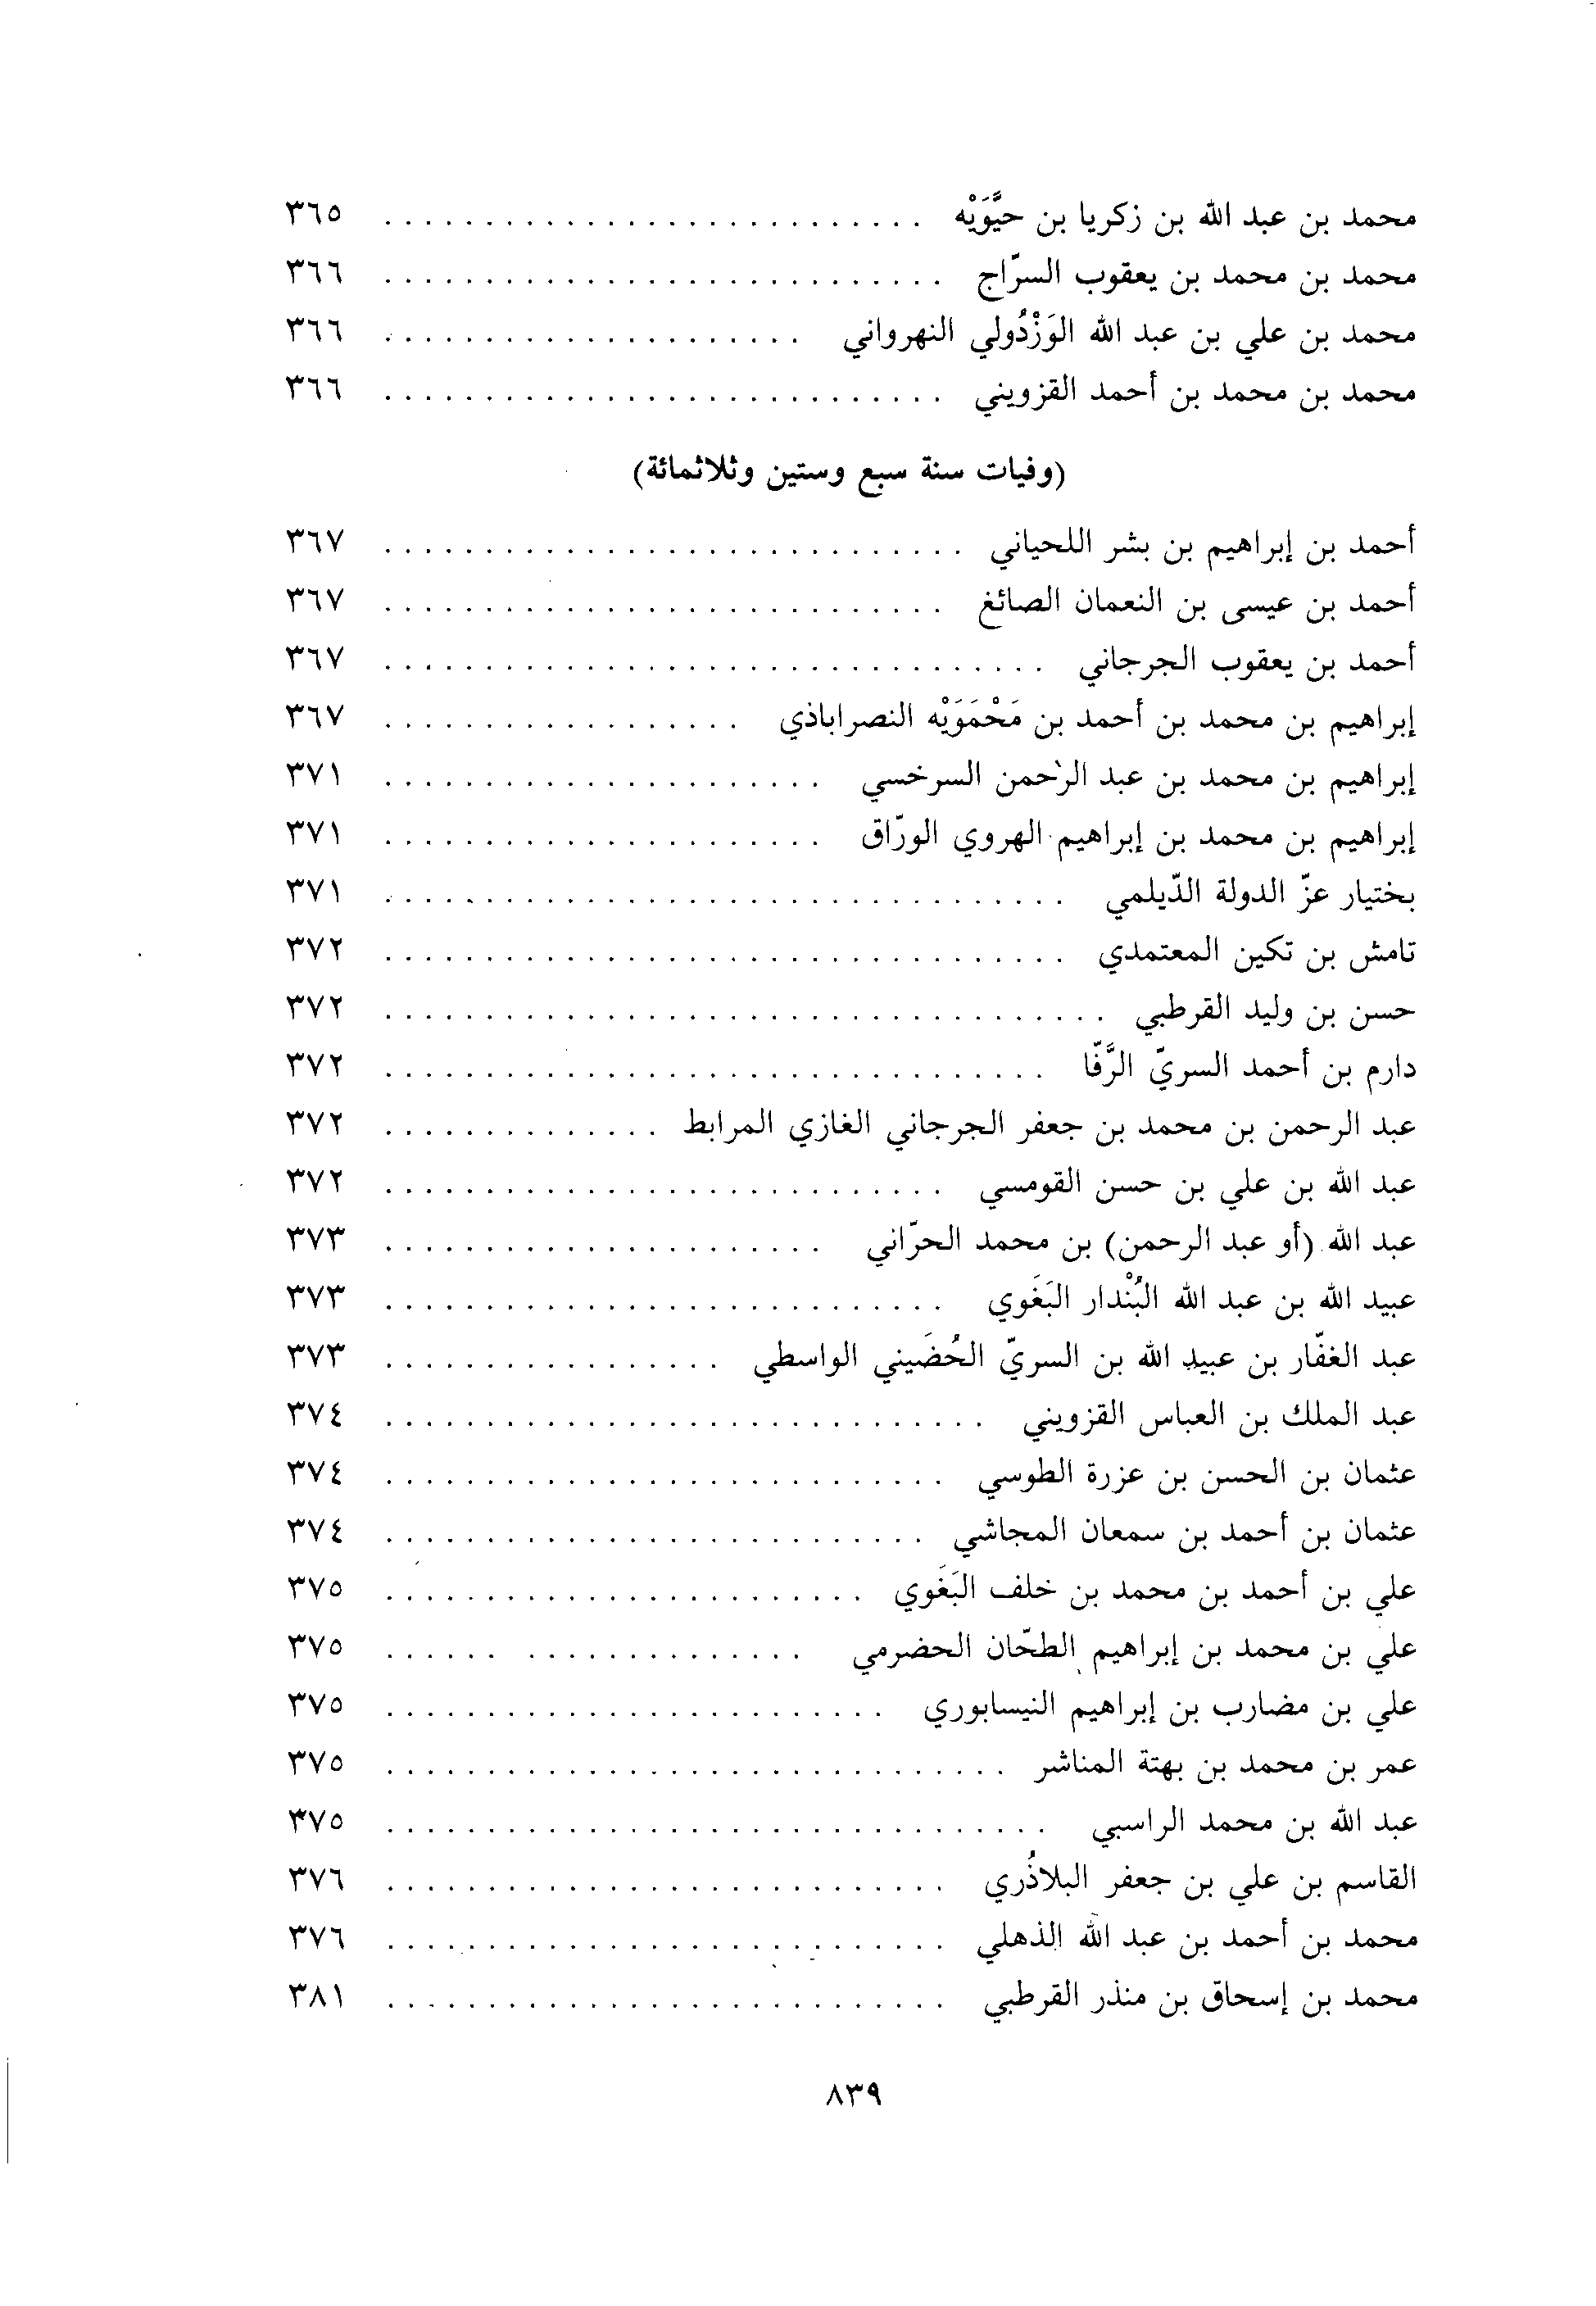 محمد بن عبد الله بن زكريا بن حيَّوَيْه . . . . . . . . . . . . . . . . . . . . . . . . . . . ٣٦٥
محمد بن محمد بن يعقوب السرّاج . . . . . . . . . . . . . . . . . . . . . . . . . . . . ٣٦٦
محمد بن علي بن عبد الله الوَزْدُولي النهرواني . . . . . . . . . . . . . . . . . . . . . ٣٦٦
محمد بن محمد بن أحمد القزويني . . . . . . . . . . . . . . . . . . . . . . . . . . . . ٣٦٦
(وفيات سنة سبع وستين وثلاثمائة)
أحمد بن إبراهيم بن بشر اللحياني . . . . . . . . . . . . . . . . . . . . . . . . . . . . . ٣٦٧
أحمد بن عيسى بن النعمان الصائغ . . . . . . . . . . . . . . . . . . . . . . . . . . . . ٣٦٧
أحمد بن يعقوب الجرجاني . . . . . . . . . . . . . . . . . . . . . . . . . . . . . . . . . ٣٦٧
إبراهيم بن محمد بن أحمد بن مَحْمَوَيْه النصراباذي . . . . . . . . . . . . . . . . . . ٣٦٧
إبراهيم بن محمد بن عبد الرحمن السرخسي . . . . . . . . . . . . . . . . . . . . . . ٣٧١
إبراهيم بن محمد بن إبراهيم الهروي الورّاق . . . . . . . . . . . . . . . . . . . . . . ٣٧١
بختيار عزّ الدولة الدّيلمي . . . . . . . . . . . . . . . . . . . . . . . . . . . . . . . . . . ٣٧١
تامش بن تكين المعتمدي . . . . . . . . . . . . . . . . . . . . . . . . . . . . . . . . . . ٣٧٢
حسن بن وليد القرطبي . . . . . . . . . . . . . . . . . . . . . . . . . . . . . . . . . . . . ٣٧٢
دارم بن أحمد السريّ الرَّفّا . . . . . . . . . . . . . . . . . . . . . . . . . . . . . . . . . ٣٧٢
عبد الرحمن بن محمد بن جعفر الجرجاني الغازي المرابط . . . . . . . . . . . . . . ٣٧٢
عبد الله بن علي بن حسن القومسي . . . . . . . . . . . . . . . . . . . . . . . . . . . . ٣٧٢
عبد الله (أو عبد الرحمن) بن محمد الحرّاني . . . . . . . . . . . . . . . . . . . . . . ٣٧٣
عبيد الله بن عبد الله البُنْدار البَغَوي . . . . . . . . . . . . . . . . . . . . . . . . . . . . ٣٧٣
عبد الغفّار بن عبيد الله بن السريّ الحُضَيني الواسطي . . . . . . . . . . . . . . . . . ٣٧٣
عبد الملك بن العباس القزويني . . . . . . . . . . . . . . . . . . . . . . . . . . . . . . ٣٧٤
عثمان بن الحسن بن عزرة الطوسي . . . . . . . . . . . . . . . . . . . . . . . . . . . . ٣٧٤
عثمان بن أحمد بن سمعان المجاشي . . . . . . . . . . . . . . . . . . . . . . . . . . . ٣٧٤
علي بن أحمد بن محمد بن خلف البَغَوي . . . . . . . . . . . . . . . . . . . . . . . . ٣٧٥
علي بن محمد بن إبراهيم الطحّان الحضرمي . . . . . . . . . . . . . . . . . . . . . ٣٧٥
علي بن مضارب بن إبراهيم النيسابوري . . . . . . . . . . . . . . . . . . . . . . . . . ٣٧٥
عمر بن محمد بن بهتة المناشر . . . . . . . . . . . . . . . . . . . . . . . . . . . . . . . ٣٧٥
عبد الله بن محمد الراسبي . . . . . . . . . . . . . . . . . . . . . . . . . . . . . . . . . ٣٧٥
القاسم بن علي بن جعفر البلاذُري . . . . . . . . . . . . . . . . . . . . . . . . . . . . ٣٧٦
محمد بن أحمد بن عبد الله الذهلي . . . . . . . . . . . . . . . . . . . . . . . . . . . . ٣٧٦
محمد بن إسحاق بن منذر القرطبي . . . . . . . . . . . . . . . . . . . . . . . . . . . . ٣٨١
٨٣٩